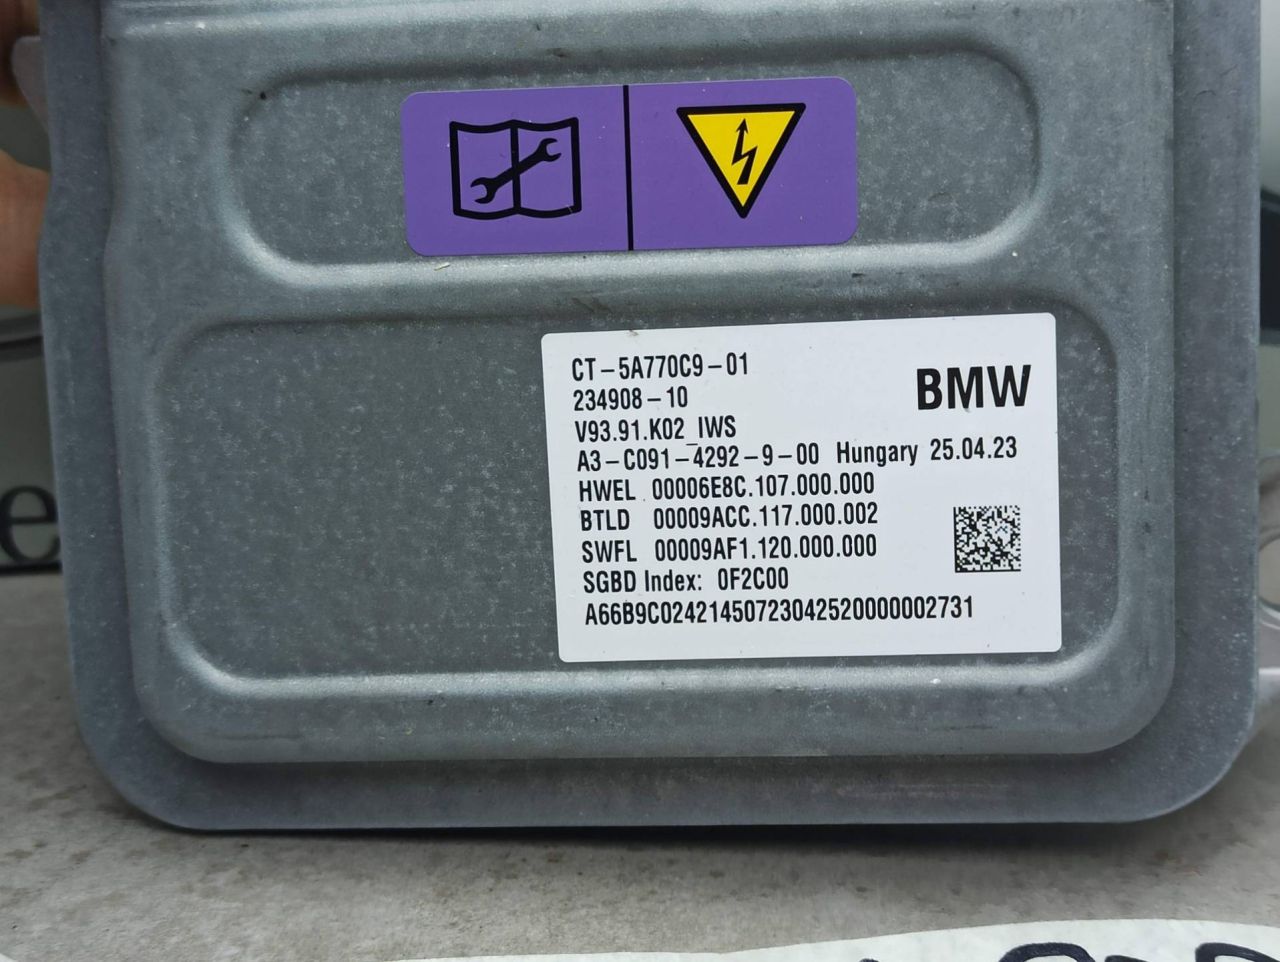 CT-5A770C9-01
BMW
234908-10
V93.91.K02_IWS
A3-C091-4292-9-00 Hungary 25.04.23
HWEL 00006E8C.107.000.000
BTLD 00009ACC.117.000.002
SWFL 00009AF1.120.000.000
SGBD Index: 0F2C00
A66B9C02421450723042520000002731
e